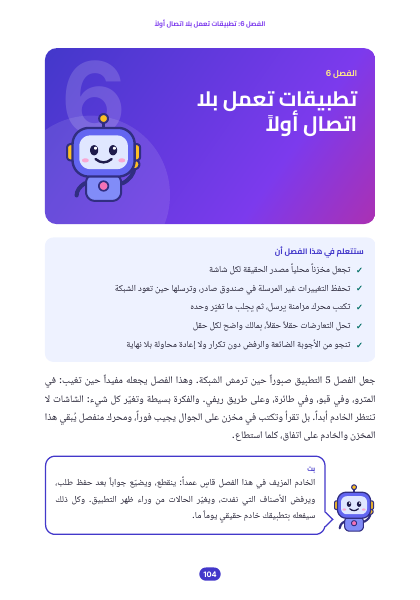 الفصل 6: تطبيقات تعمل بلا اتصال أولاً
6
الفصل 6
تطبيقات تعمل بلا
اتصال أولاً
ستتعلم في هذا الفصل أن
✓ تجعل مخزناً محلياً مصدر الحقيقة لكل شاشة
✓ تحفظ التغييرات غير المرسلة في صندوق صادر، وترسلها حين تعود الشبكة
✓ تكتب محرك مزامنة يرسل، ثم يجلب ما تغيّر وحده
✓ تحل التعارضات حقلاً حقلاً، بمالك واضح لكل حقل
✓ تنجو من الأجوبة الضائعة والرفض دون تكرار ولا إعادة محاولة بلا نهاية
جعل الفصل 5 التطبيق صبوراً حين ترمش الشبكة. وهذا الفصل يجعله مفيداً حين تغيب: في
المترو، وفي قبو، وفي طائرة، وعلى طريق ريفي. والفكرة بسيطة وتغيّر كل شيء: الشاشات لا
تنتظر الخادم أبداً، بل تقرأ وتكتب في مخزن على الجوال يجيب فوراً، ومحرك منفصل يُبقي هذا
المخزن والخادم على اتفاق، كلما استطاع.
بت
الخادم المزيف في هذا الفصل قاسٍ عمداً: ينقطع، ويضيّع جواباً بعد حفظ طلب،
ويرفض الأصناف التي نفدت، ويغيّر الحالات من وراء ظهر التطبيق. وكل ذلك
سيفعله بتطبيقك خادم حقيقي يوماً ما.
104